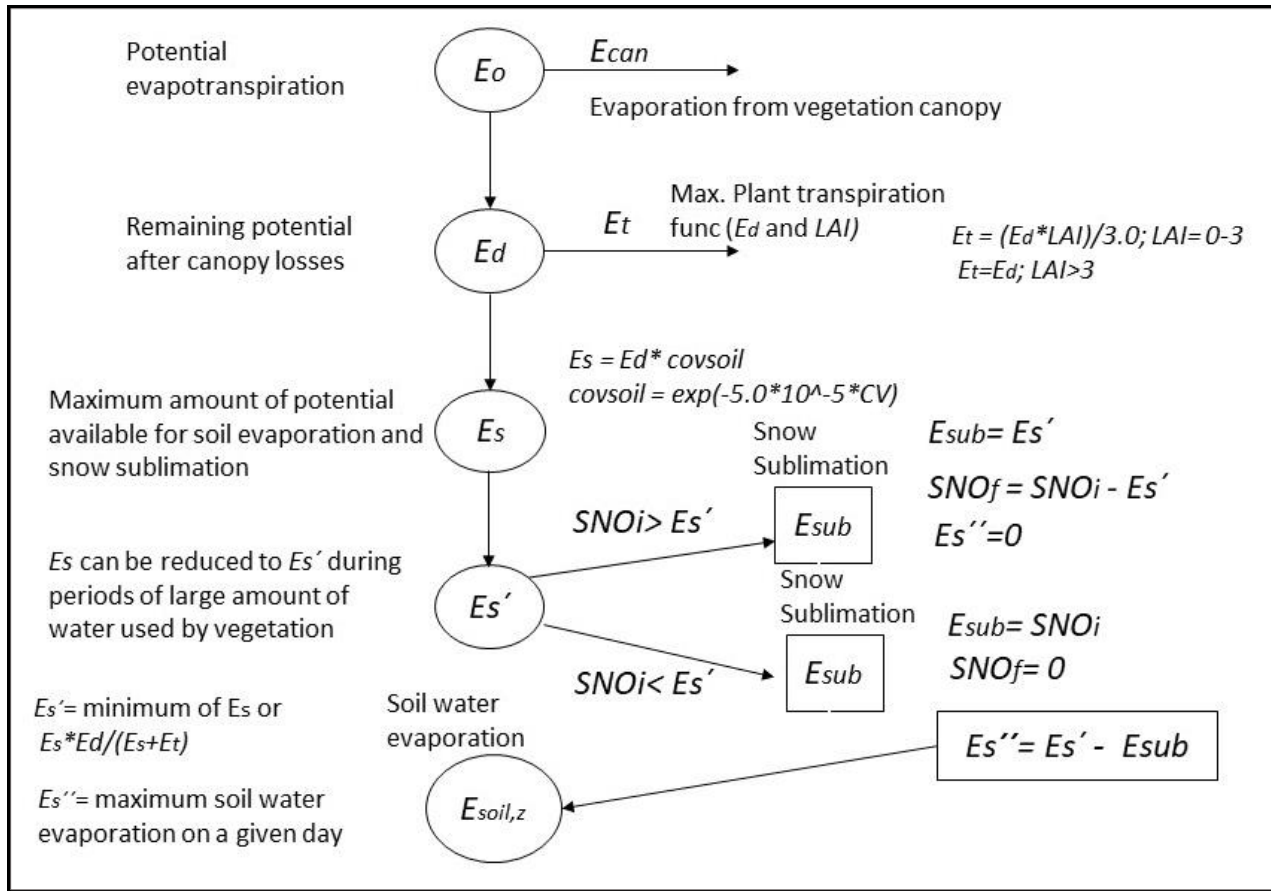 Potential
evapotranspiration
Eo
Ecan
Evaporation from vegetation canopy
Remaining potential
after canopy losses
Ed
Et
Max. Plant transpiration
func (Ed and LAI)
Et = (Ed*LAI)/3.0; LAI= 0-3
Et=Ed; LAI>3
Maximum amount of potential
available for soil evaporation and
snow sublimation
Es
Es = Ed* covsoil
covsoil = exp(-5.0*10^-5*CV)
Snow
Sublimation
SNOi> Es´
Esub
Esub= Es´
SNOf = SNOi - Es´
Es´´=0
Es can be reduced to Es´ during
periods of large amount of
water used by vegetation
Es´
Snow
Sublimation
SNOi< Es´
Esub
Esub= SNOi
SNOf= 0
Es´= minimum of Es or
Es*Ed/(Es+Et)
Soil water
evaporation
Es´´= Es´ - Esub
Es´´= maximum soil water
evaporation on a given day
Esoil,z